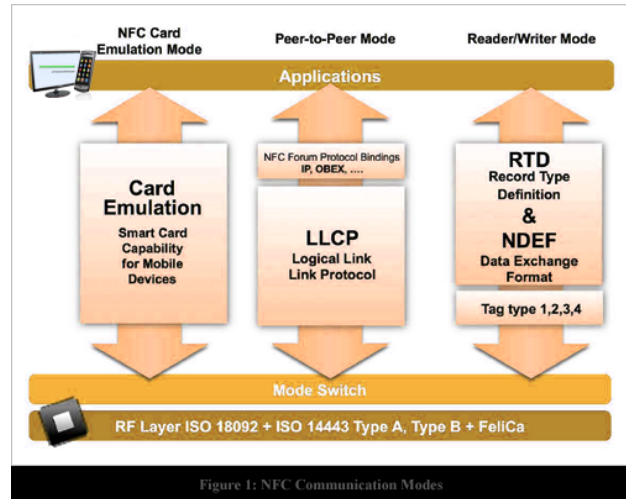 NFC Card
Emulation Mode
Peer-to-Peer Mode
Reader/Writer Mode
Applications
Card
Emulation
Smart Card
Capability
for Mobile
Devices
NFC Forum Protocol Bindings
IP, OBEX, ....
LLCP
Logical Link
Link Protocol
RTD
Record Type
Definition
&
NDEF
Data Exchange
Format
Tag type 1,2,3,4
Mode Switch
RF Layer ISO 18092 + ISO 14443 Type A, Type B + FeliCa
Figure 1: NFC Communication Modes